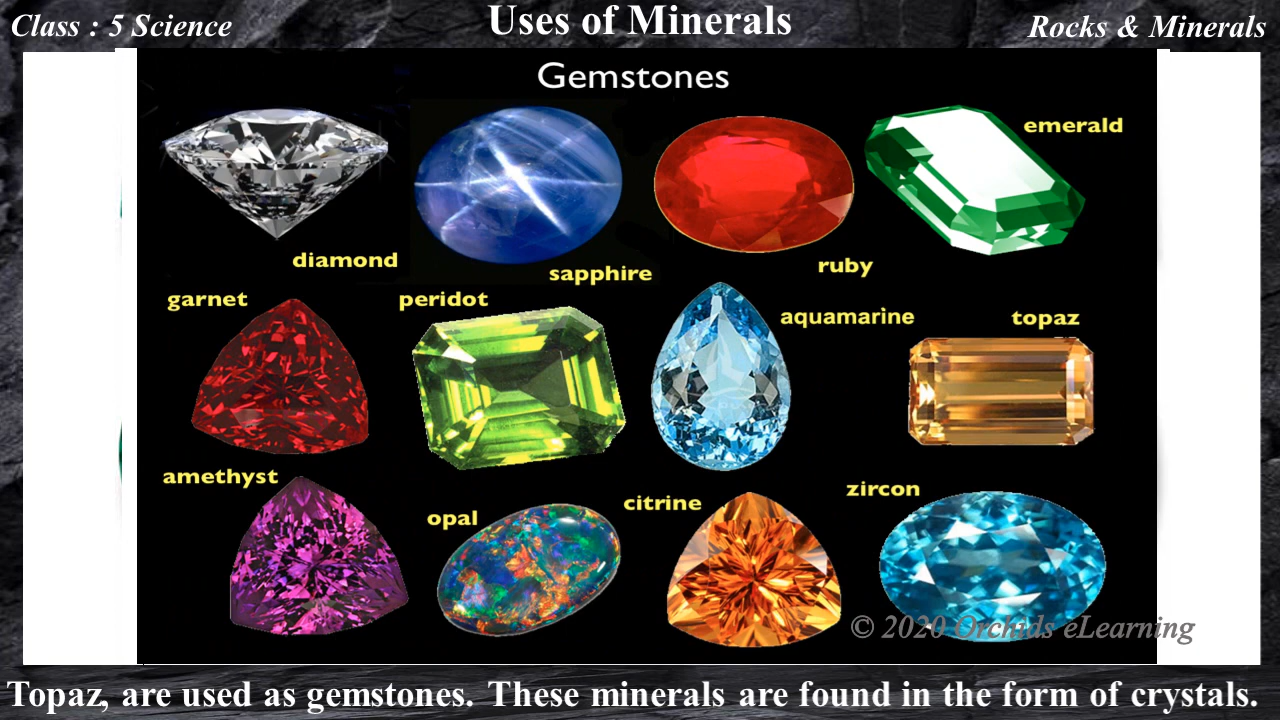 Class : 5 Science
Uses of Minerals
Rocks & Minerals
Gemstones
diamond
sapphire
ruby
emerald
garnet
peridot
aquamarine
topaz
amethyst
opal
citrine
zircon
© 2020 Orchids eLearning
Topaz, are used as gemstones. These minerals are found in the form of crystals.